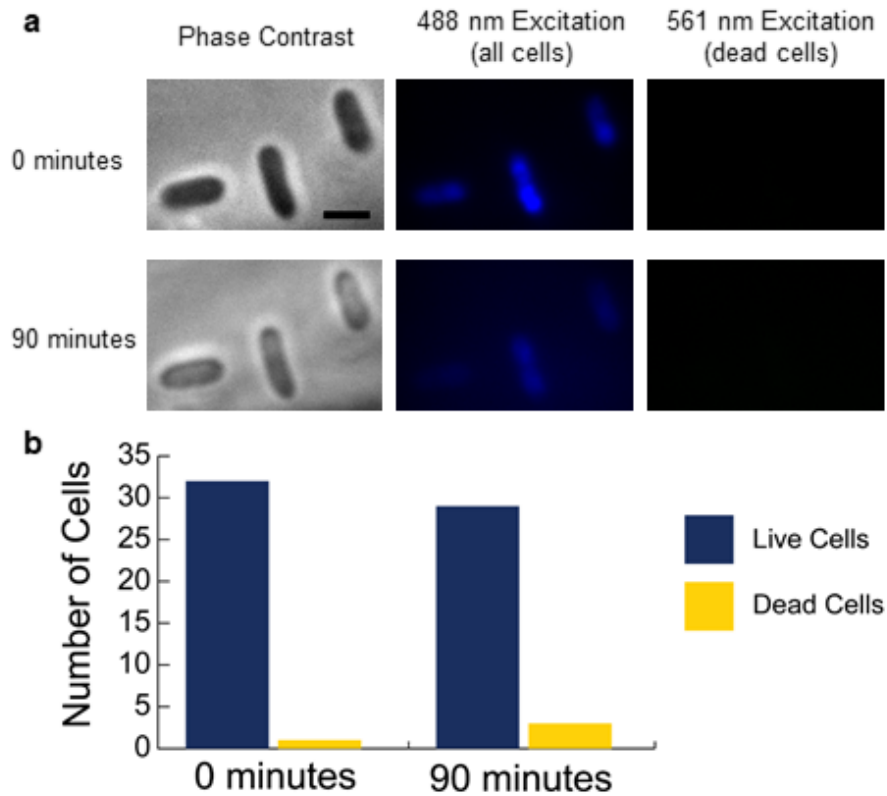 a
Phase Contrast
488 nm Excitation
(all cells)
561 nm Excitation
(dead cells)
0 minutes
90 minutes
b
Number of Cells
35
30
25
20
15
10
5
0
0 minutes
90 minutes
Live Cells
Dead Cells